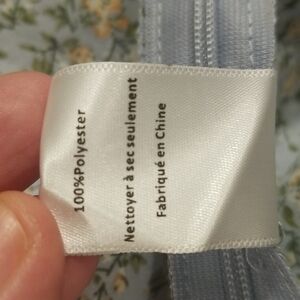 100%Polyester
Nettoyer à sec seulement
Fabriqué en Chine